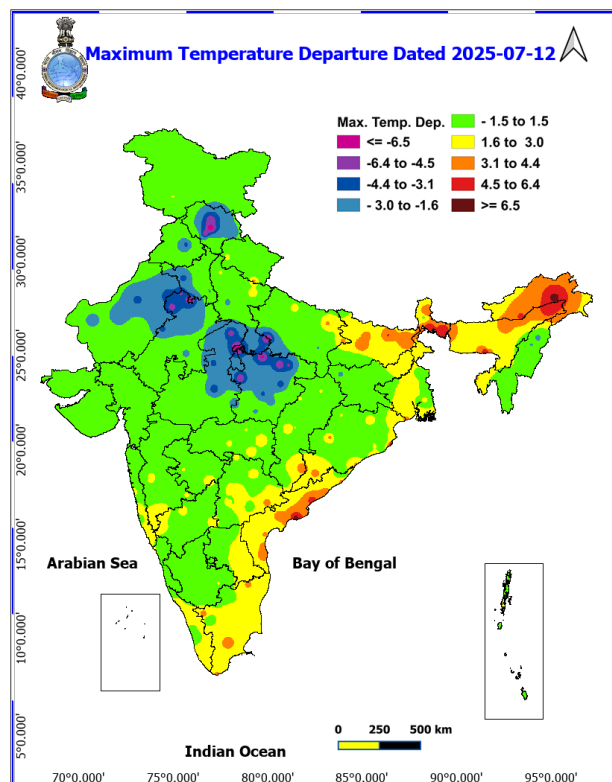 Maximum Temperature Departure Dated 2025-07-12
Max. Temp. Dep.
<= -6.5
-6.4 to -4.5
-4.4 to -3.1
- 3.0 to -1.6
- 1.5 to 1.5
1.6 to 3.0
3.1 to 4.4
4.5 to 6.4
>= 6.5
40°0.000'
35°0.000'
30°0.000'
25°0.000'
20°0.000'
15°0.000'
10°0.000'
5°0.000'
Arabian Sea
Bay of Bengal
Indian Ocean
0 250 500 km
70°0.000' 75°0.000' 80°0.000' 85°0.000' 90°0.000' 95°0.000'